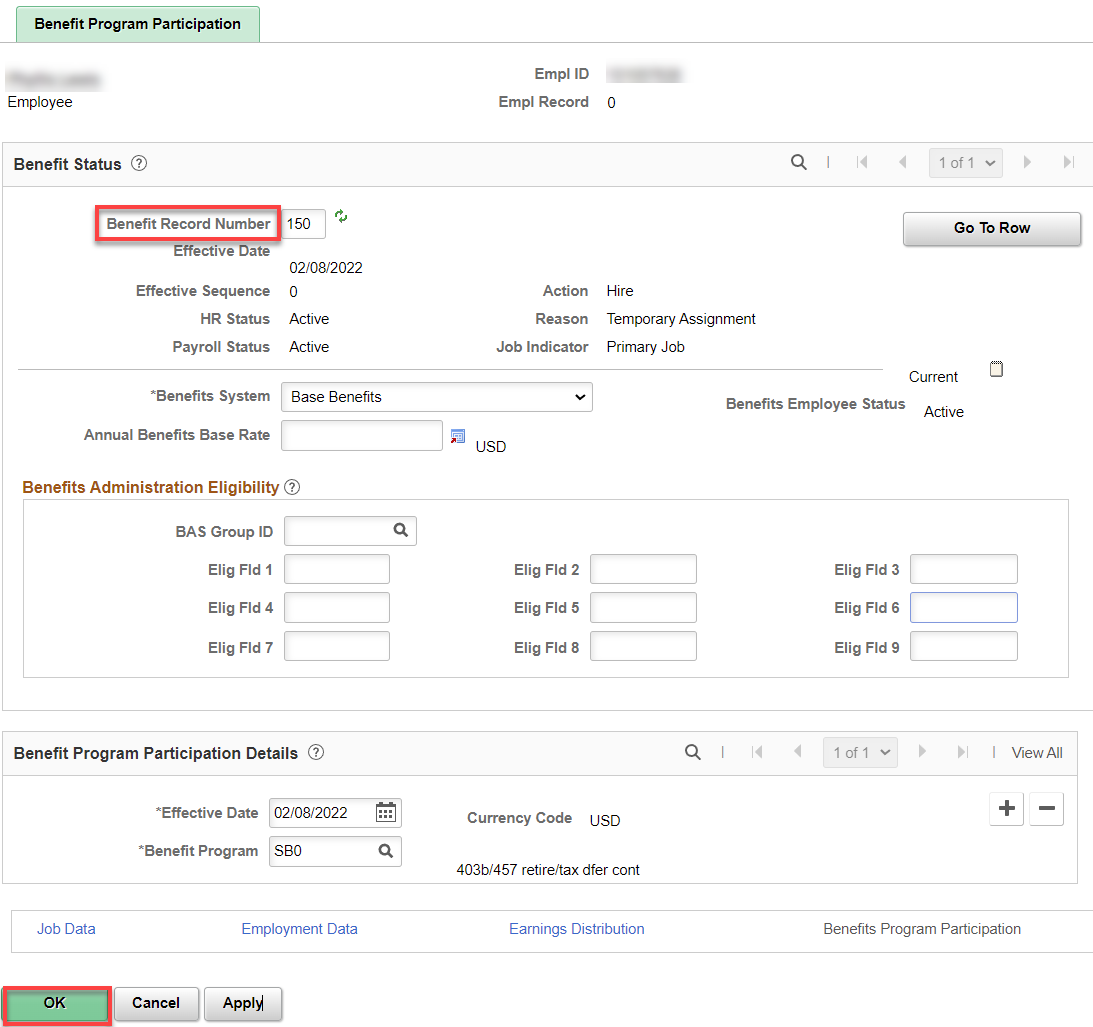 Benefit Program Participation
Empl ID
Employee
Empl Record 0
Benefit Status ?
1 of 1
Benefit Record Number 150
Go To Row
Effective Date
02/08/2022
Effective Sequence 0 Action Hire
HR Status Active Reason Temporary Assignment
Payroll Status Active Job Indicator Primary Job
Current
*Benefits System Base Benefits
Benefits Employee Status Active
Annual Benefits Base Rate USD
Benefits Administration Eligibility ?
BAS Group ID
Elig Fld 1 Elig Fld 2 Elig Fld 3
Elig Fld 4 Elig Fld 5 Elig Fld 6
Elig Fld 7 Elig Fld 8 Elig Fld 9
Benefit Program Participation Details ? 1 of 1 View All
*Effective Date 02/08/2022 Currency Code USD
*Benefit Program SB0
403b/457 retire/tax dfer cont
Job Data Employment Data Earnings Distribution Benefits Program Participation
OK Cancel Apply